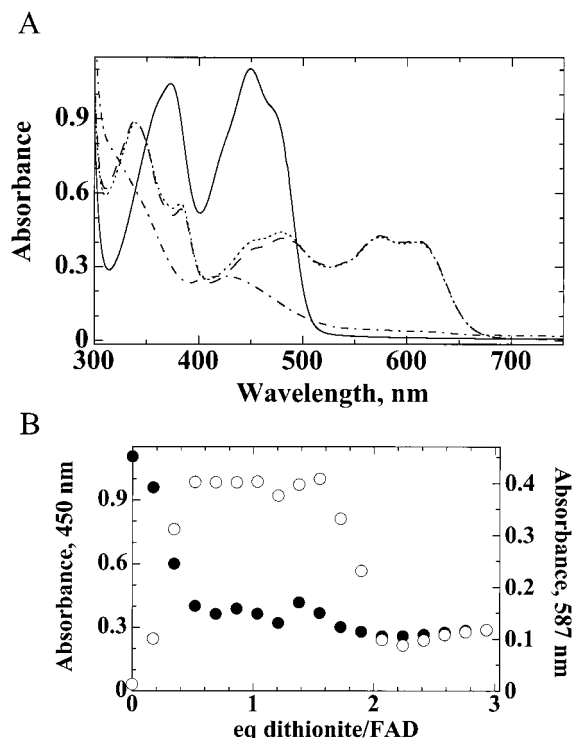 A
Absorbance
0.9
0.6
0.3
0
300 400 500 600 700
Wavelength, nm
B
Absorbance, 450 nm
0.9
0.6
0.3
0
0.4
0.3
0.2
0.1
0.0
Absorbance, 587 nm
0 1 2 3
eq dithionite/FAD